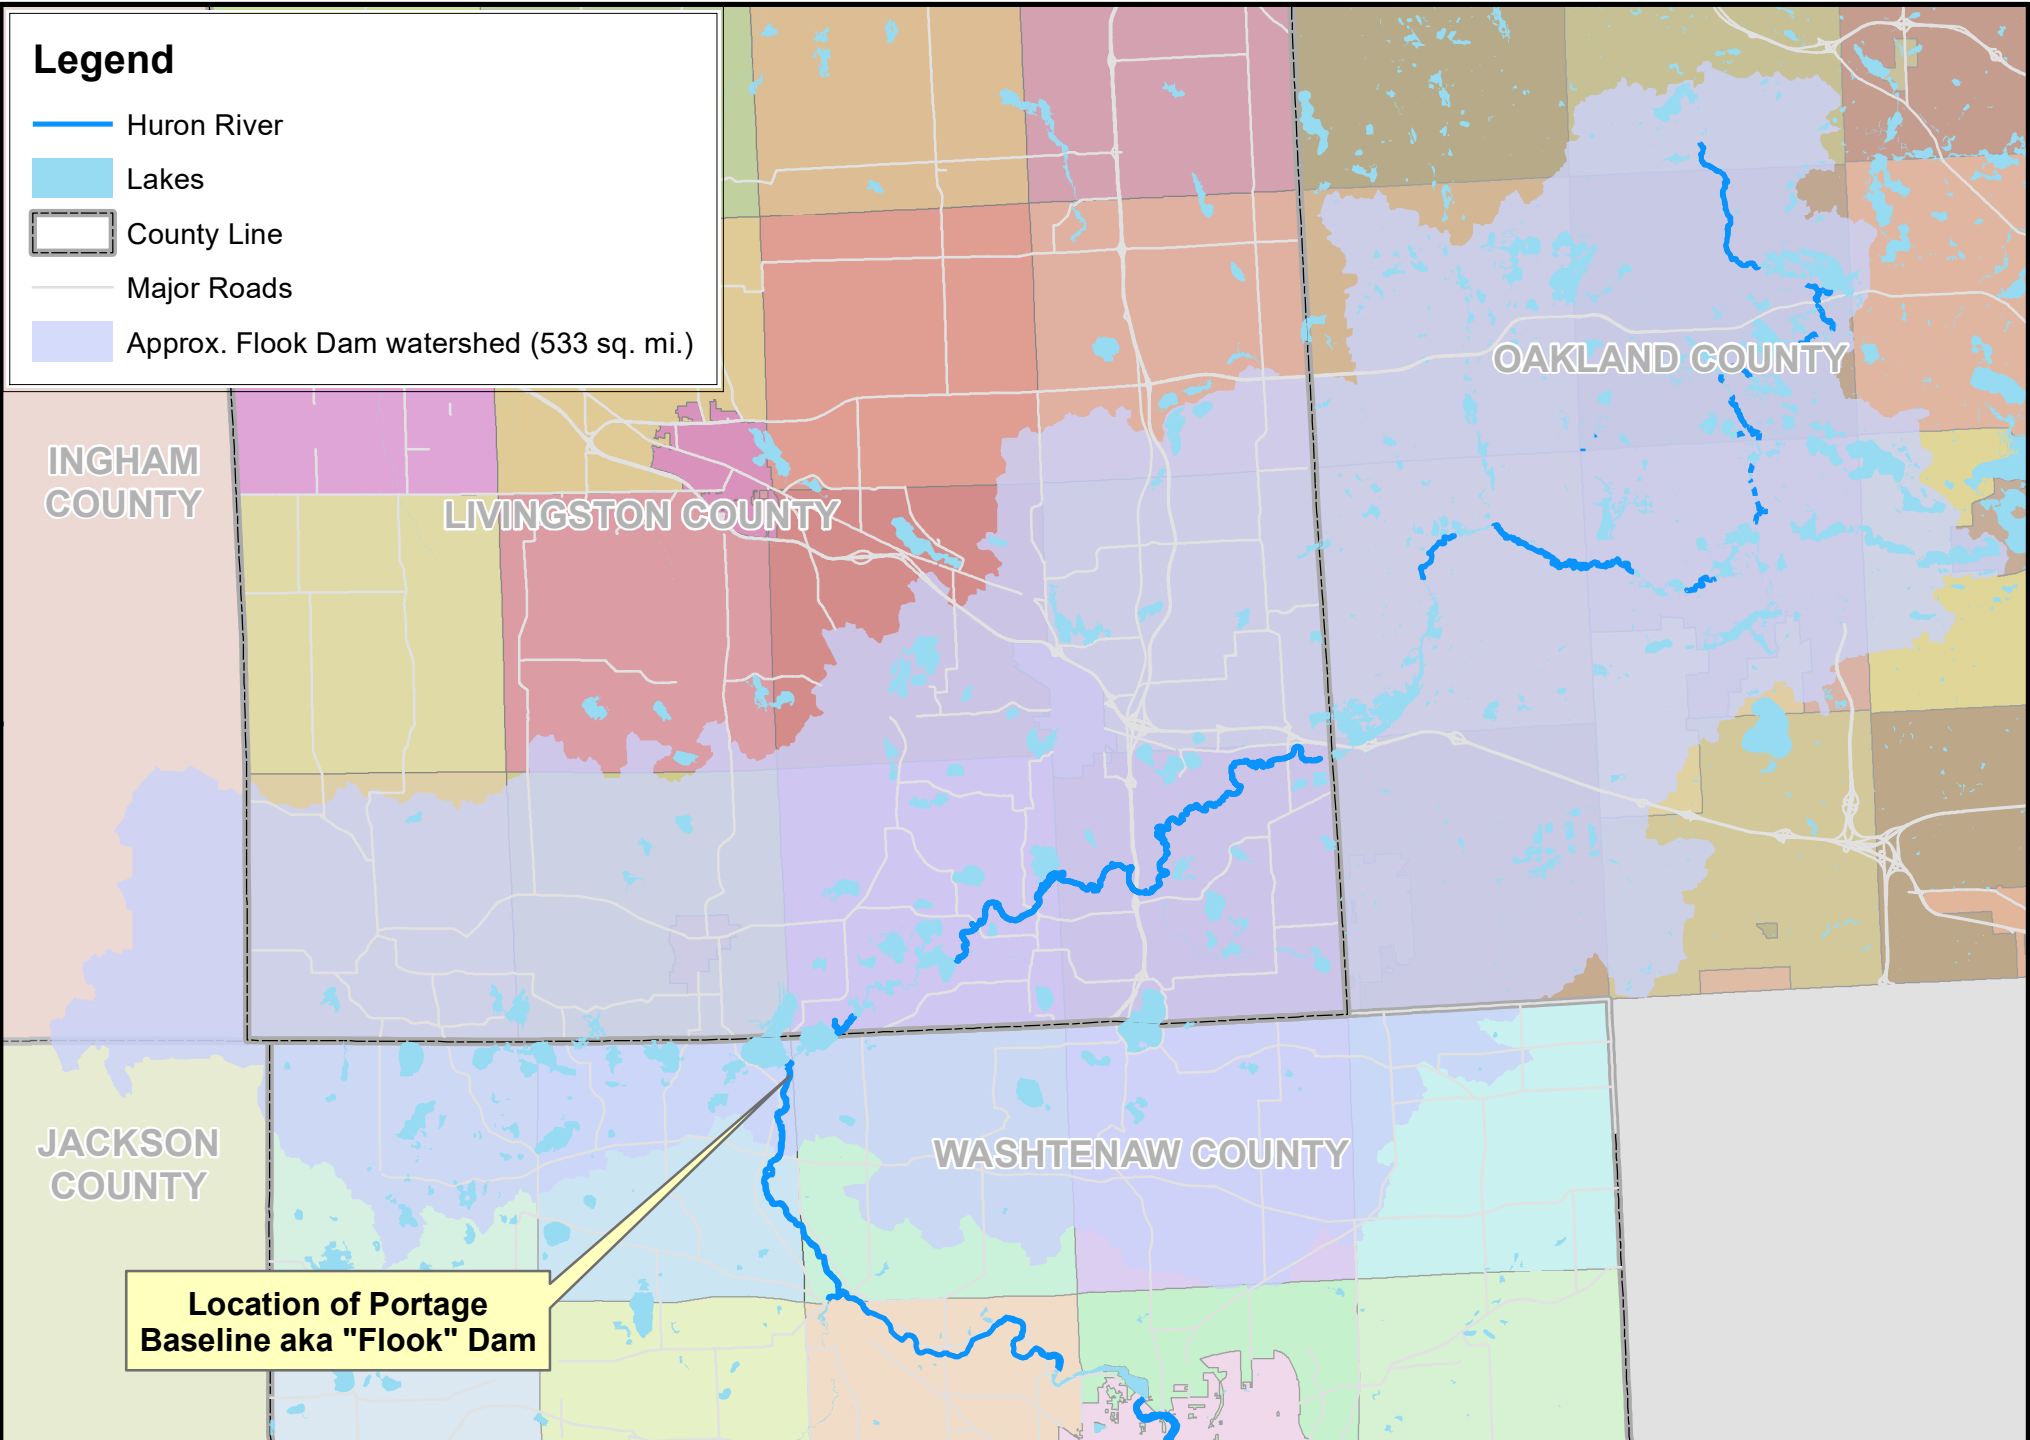 Legend
Huron River
Lakes
County Line
Major Roads
Approx. Flook Dam watershed (533 sq. mi.)
OAKLAND COUNTY
INGHAM
COUNTY
LIVINGSTON COUNTY
JACKSON
COUNTY
WASHTENAW COUNTY
Location of Portage
Baseline aka "Flook" Dam